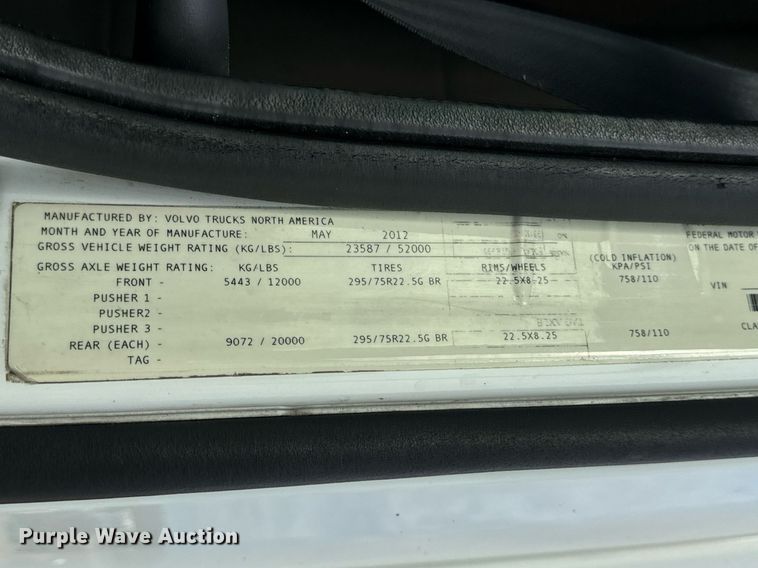 MANUFACTURED BY: VOLVO TRUCKS NORTH AMERICA
MONTH AND YEAR OF MANUFACTURE: MAY 2012
GROSS VEHICLE WEIGHT RATING (KG/LBS): 23587 / 52000
FEDERAL MOTOR
ON THE DATE OF
(COLD INFLATION)
GROSS AXLE WEIGHT RATING: KG/LBS TIRES RIMS/WHEELS KPA/PSI
FRONT - 5443 / 12000 295/75R22.5G BR 22.5X8.25 758/110
VIN
PUSHER 1 -
PUSHER2 -
PUSHER 3 -
CLA
REAR (EACH) - 9072 / 20000 295/75R22.5G BR 22.5X8.25 758/110
TAG -
Purple Wave Auction